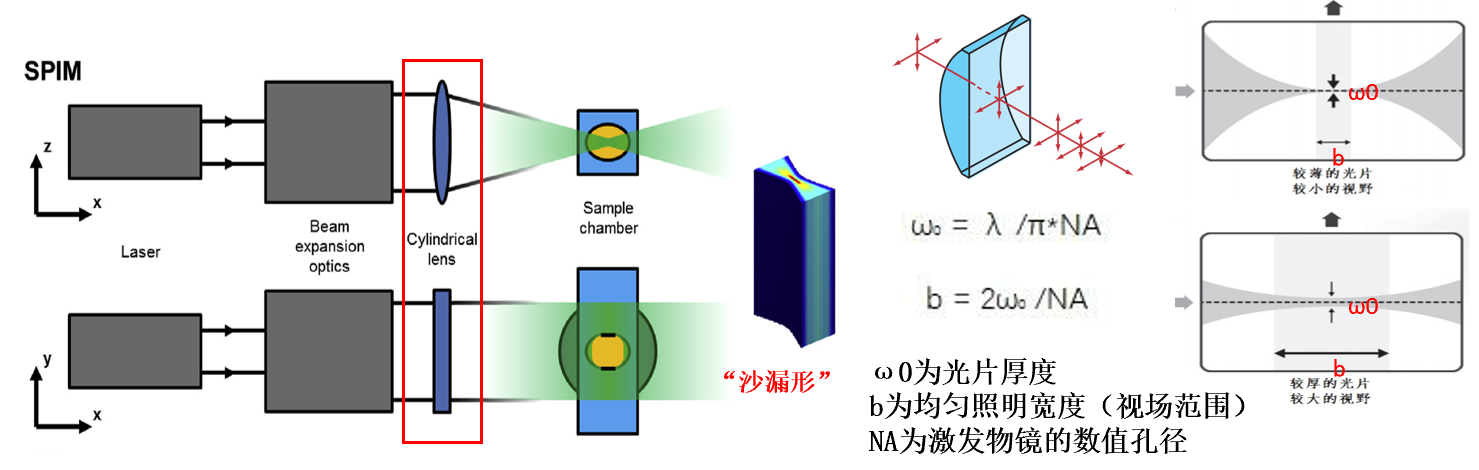 SPIM
z
x
Laser
Beam
expansion
optics
Cylindrical
lens
Sample
chamber
y
x
“沙漏形”
ω₀ = λ /π*NA
b = 2ω₀ /NA
ω0为光片厚度
b为均匀照明宽度（视场范围）
NA为激发物镜的数值孔径
ω0
b
较薄的光片
较小的视野
ω0
b
较厚的光片
较大的视野